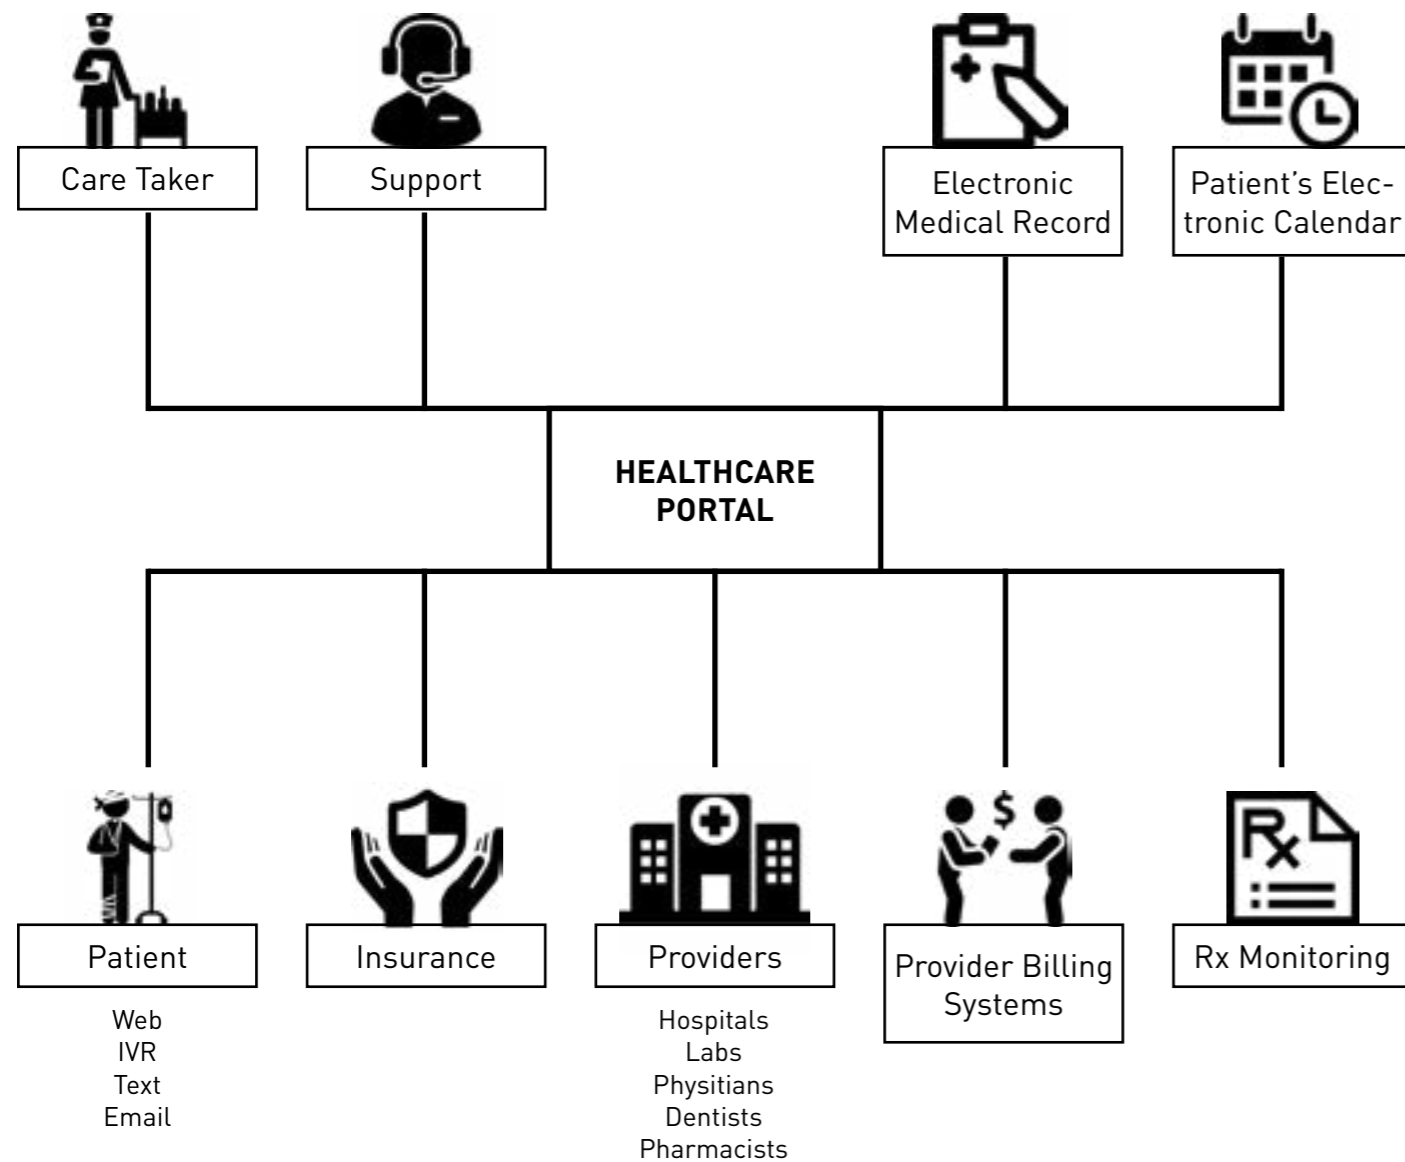 Care Taker
Support
Electronic
Medical Record
Patient's Elec-
tronic Calendar
HEALTHCARE
PORTAL
$
Rx
Patient
Insurance
Providers
Provider Billing
Systems
Rx Monitoring
Web
IVR
Text
Email
Hospitals
Labs
Physitians
Dentists
Pharmacists